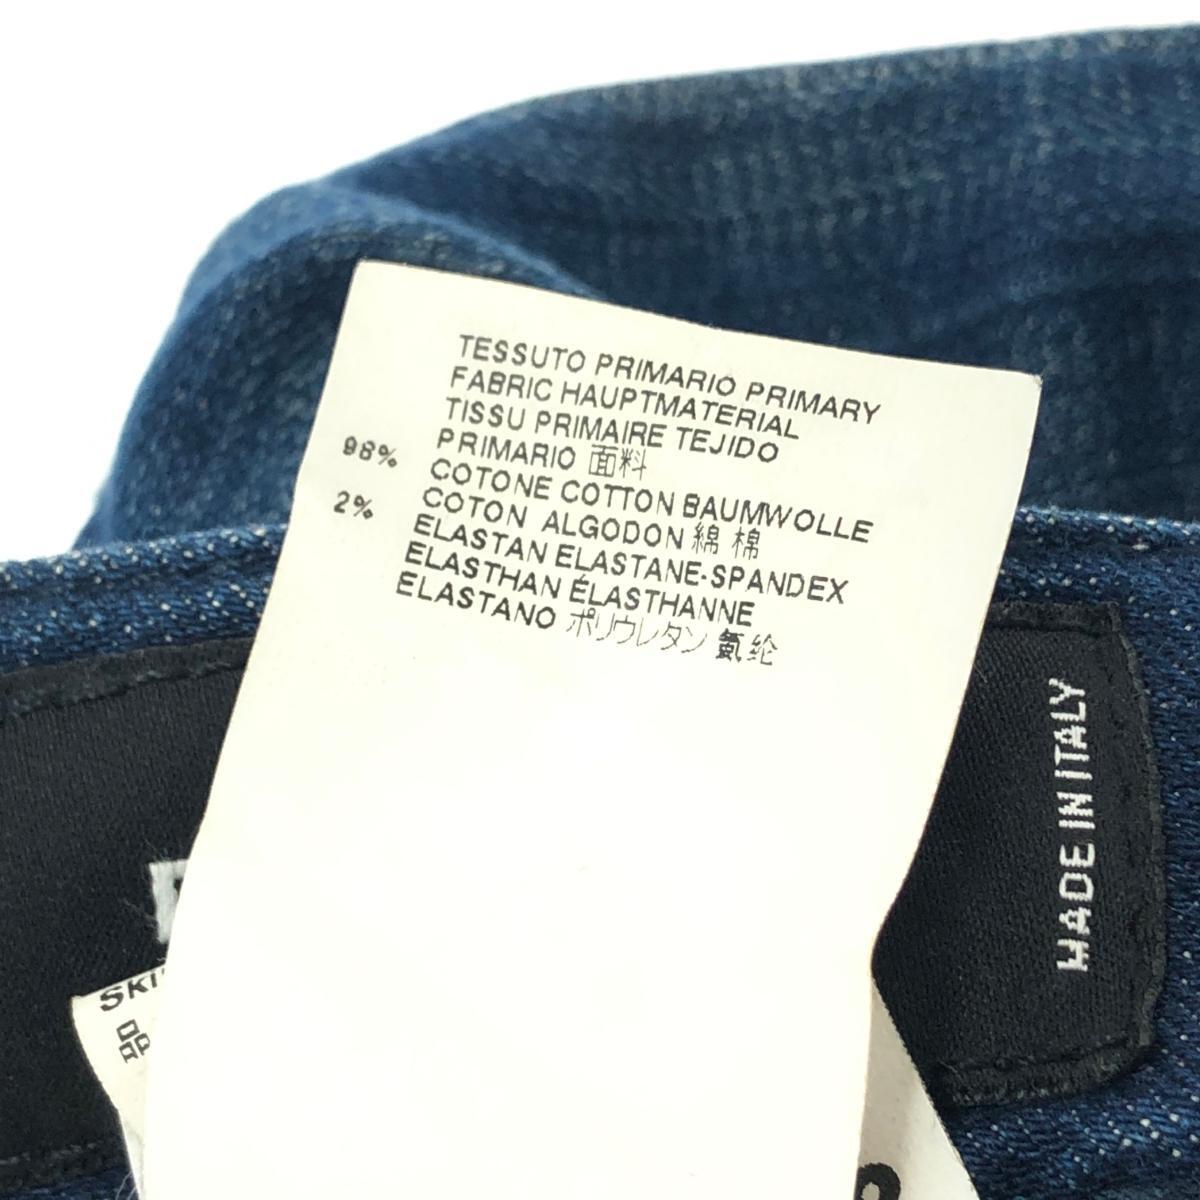 TESSUTO PRIMARIO PRIMARY
FABRIC HAUPTMATERIAL
TISSU PRIMAIRE TEJIDO
PRIMARIO 面料
98% COTONE COTTON BAUMWOLLE
COTON ALGODON 綿 棉
2% ELASTAN ELASTANE-SPANDEX
ELASTHAN ÉLASTHANNE
ELASTANO ポリウレタン 氨纶
MADE IN ITALY